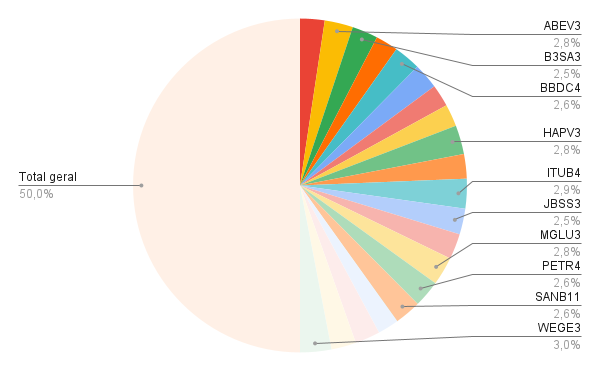 ABEV3
2,8%
B3SA3
2,5%
BBDC4
2,6%
HAPV3
2,8%
ITUB4
2,9%
JBSS3
2,5%
MGLU3
2,8%
PETR4
2,6%
SANB11
2,6%
WEGE3
3,0%
Total geral
50,0%